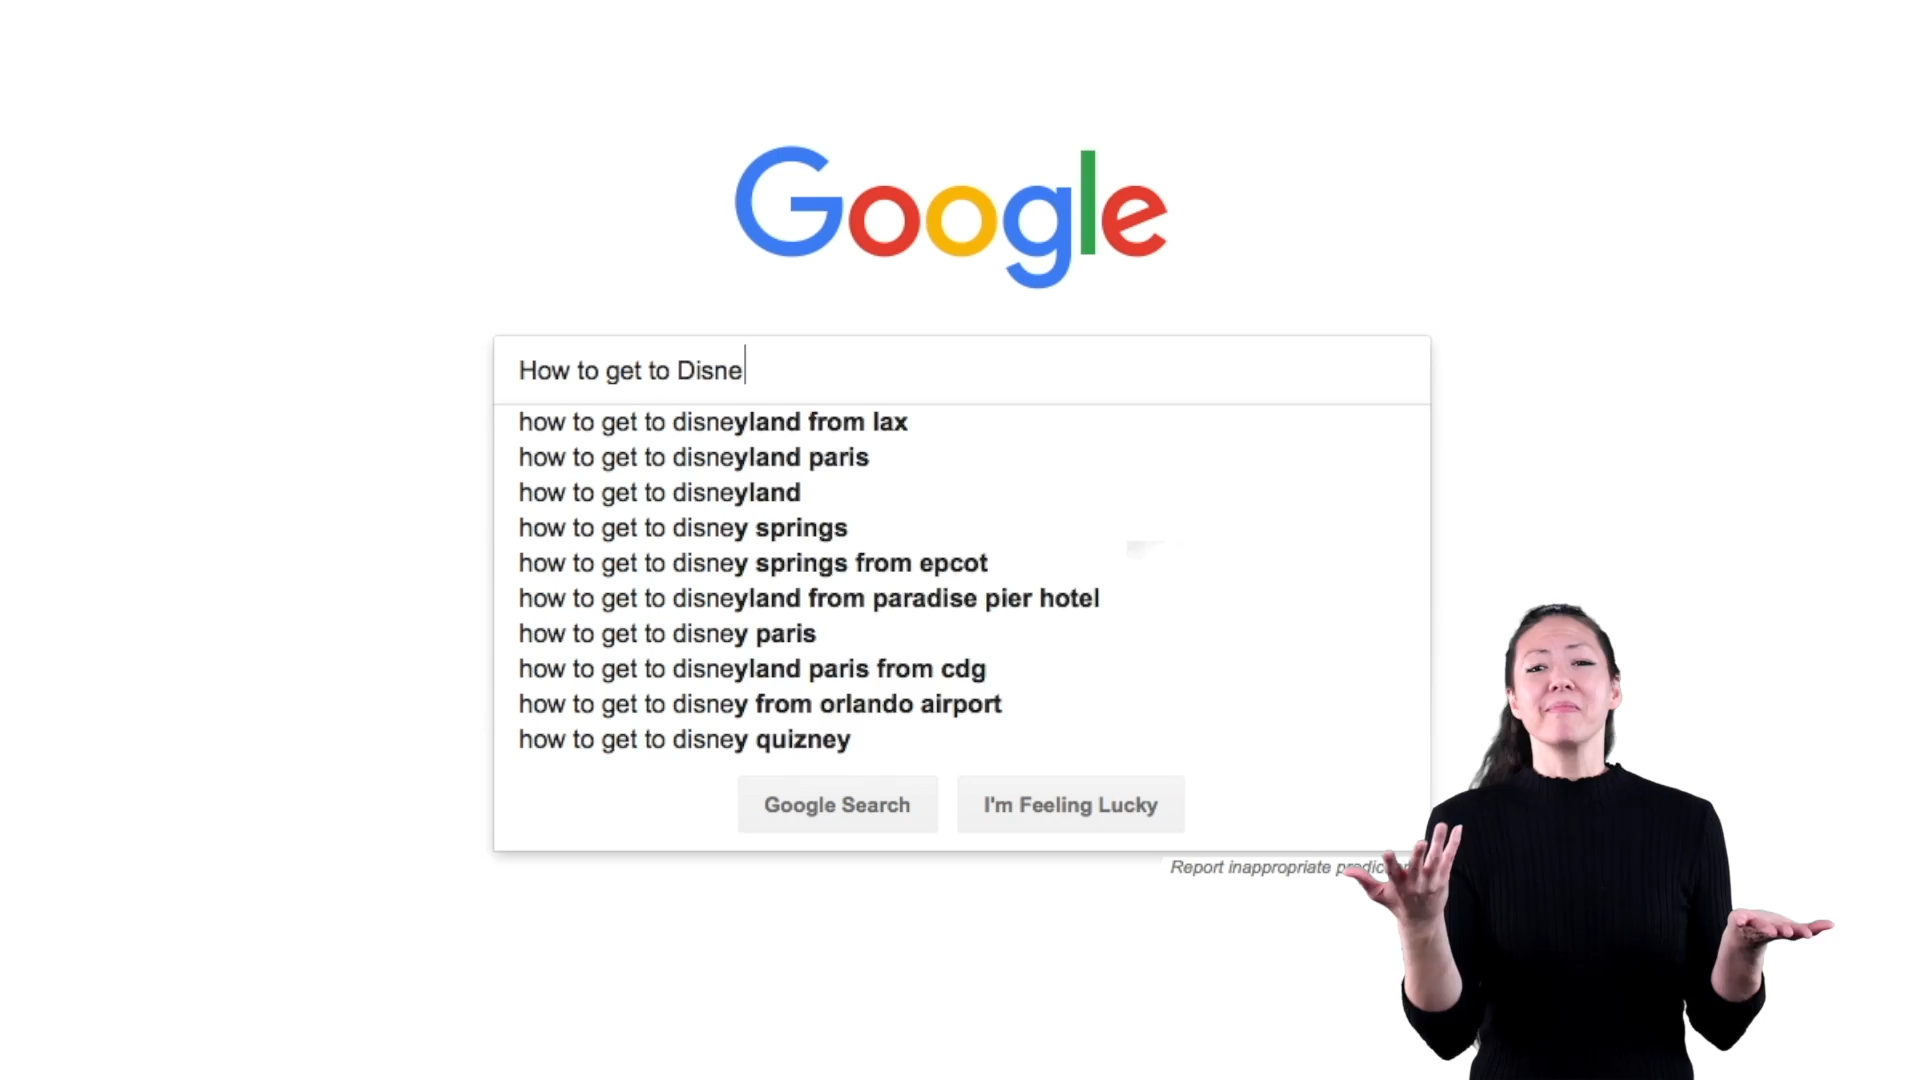 Google
How to get to Disne
how to get to disneyland from lax
how to get to disneyland paris
how to get to disneyland
how to get to disney springs
how to get to disney springs from epcot
how to get to disneyland from paradise pier hotel
how to get to disney paris
how to get to disneyland paris from cdg
how to get to disney from orlando airport
how to get to disney quizney
Google Search
I'm Feeling Lucky
Report inappropriate